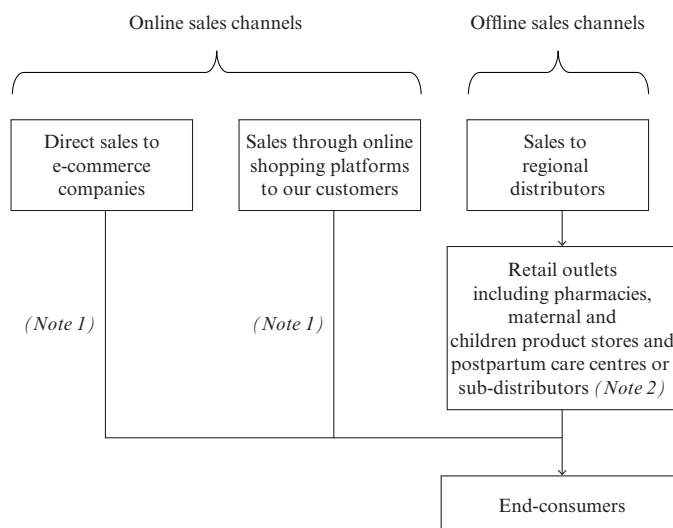 Online sales channels
Offline sales channels
Direct sales to
e-commerce
companies
Sales through online
shopping platforms
to our customers
Sales to
regional
distributors
Retail outlets
including pharmacies,
maternal and
children product stores and
postpartum care centres or
sub-distributors (Note 2)
(Note 1)
(Note 1)
End-consumers